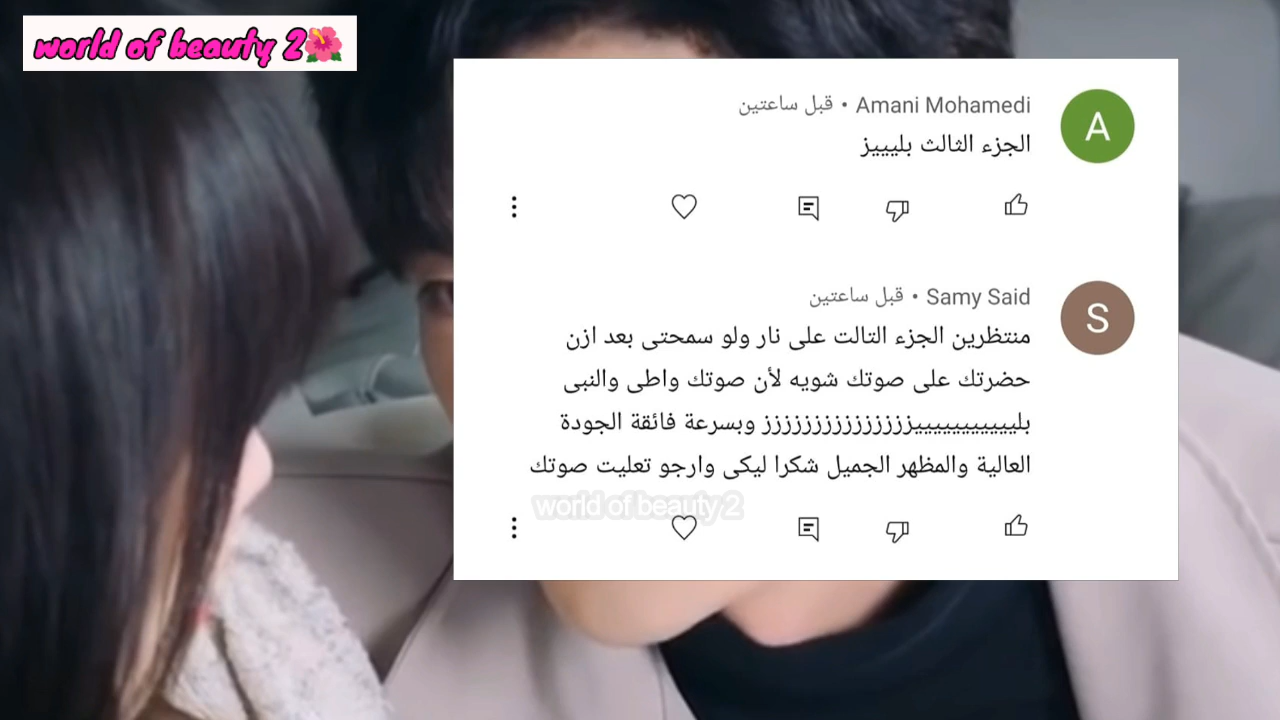 world of beauty 2
Amani Mohamedi • قبل ساعتين
A
الجزء الثالث بلييييز
Samy Said • قبل ساعتين
S
منتظرين الجزء التالت على نار ولو سمحتى بعد ازن
حضرتك على صوتك شويه لأن صوتك واطى والنبى
بليييييييييييزززززززززززززززز وبسرعة فائقة الجودة
العالية والمظهر الجميل شكرا ليكى وارجو تعليت صوتك
world of beauty 2